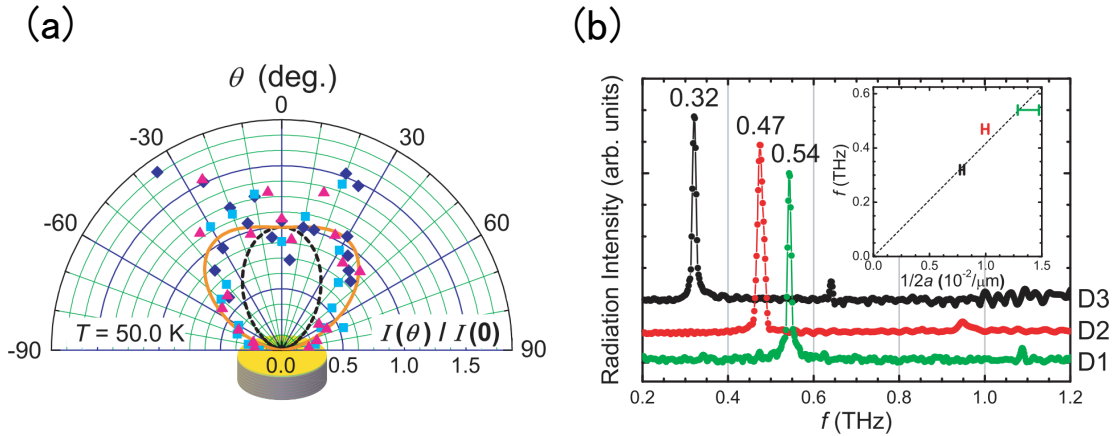 (a)
θ (deg.)
0
-30
30
-60
60
T = 50.0 K
I(θ) / I(0)
-90
90
0.0
0.5
1.0
1.5
(b)
Radiation Intensity (arb. units)
0.32
0.47
0.54
D3
D2
D1
0.2
0.4
0.6
0.8
1.0
1.2
f (THz)
0.6
0.4
0.2
0.0
f (THz)
0.0
0.5
1.0
1.5
1/2a (10⁻²/μm)